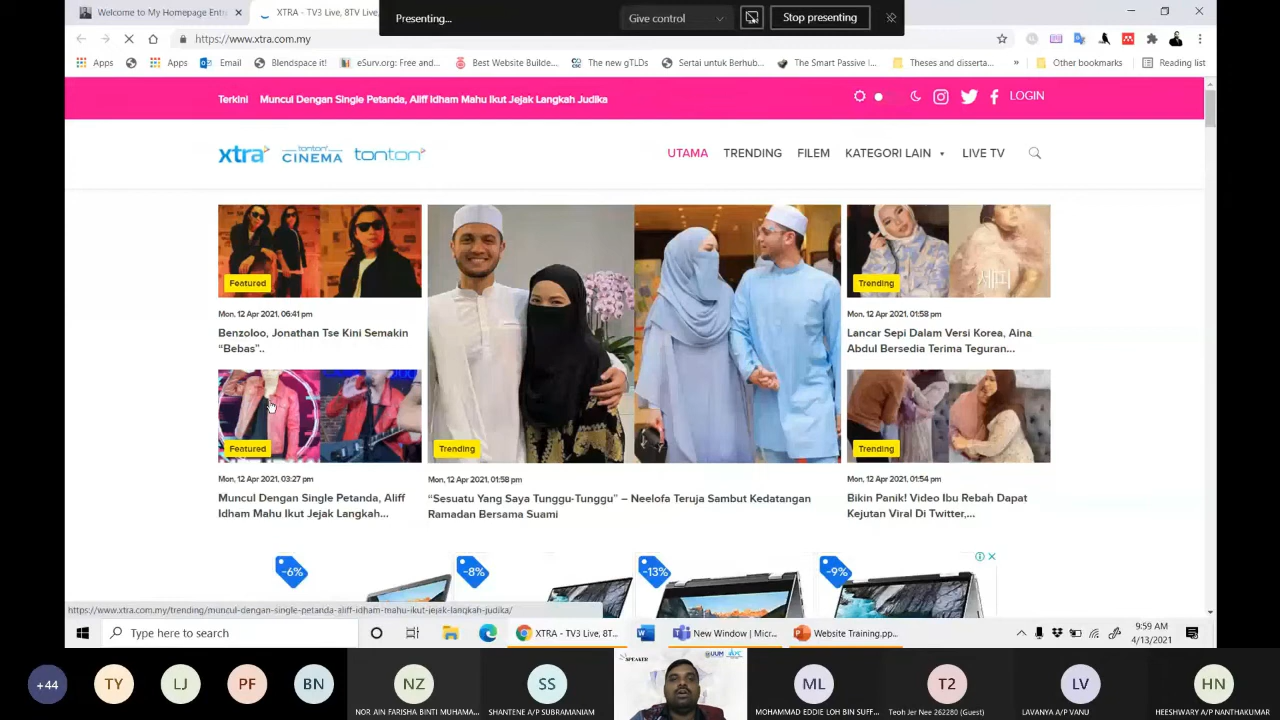 Welcome to My Homepage Entr
XTRA - TV3 Live, 8TV Live,
Presenting...
Give control
Stop presenting
https://www.xtra.com.my
Apps
Apps
Email
Blendspace it!
eSurv.org: Free and...
Best Website Builde...
The new gTLDs
Sertai untuk Berhub...
The Smart Passive I...
Theses and disserta...
»
Other bookmarks
Reading list
Terkini Muncul Dengan Single Petanda, Aliff Idham Mahu Ikut Jejak Langkah Judika
LOGIN
xtra
tonton CINEMA
tonton
UTAMA
TRENDING
FILEM
KATEGORI LAIN
LIVE TV
Featured
Mon, 12 Apr 2021, 06:41 pm
Benzoloo, Jonathan Tse Kini Semakin
“Bebas”..
Featured
Mon, 12 Apr 2021, 03:27 pm
Muncul Dengan Single Petanda, Aliff
Idham Mahu Ikut Jejak Langkah...
Trending
Mon, 12 Apr 2021, 01:58 pm
“Sesuatu Yang Saya Tunggu-Tunggu” – Neelofa Teruja Sambut Kedatangan
Ramadan Bersama Suami
세피
Trending
Mon, 12 Apr 2021, 01:58 pm
Lancar Sepi Dalam Versi Korea, Aina
Abdul Bersedia Terima Teguran...
Trending
Mon, 12 Apr 2021, 01:54 pm
Bikin Panik! Video Ibu Rebah Dapat
Kejutan Viral Di Twitter,...
-6%
-8%
-13%
-9%
https://www.xtra.com.my/trending/muncul-dengan-single-petanda-aliff-idham-mahu-ikut-jejak-langkah-judika/
Type here to search
XTRA - TV3 Live, 8T...
New Window | Micr...
Website Training.pp...
9:59 AM
4/13/2021
+44
TY
LJ
PF
BN
NZ
NOR AIN FARISHA BINTI MUHAMA...
SS
SHANTENE A/P SUBRAMANIAM
SPEAKER
UUM
ML
MOHAMMAD EDDIE LOH BIN SUFF...
T2
Teoh Jer Nee 262280 (Guest)
LV
LAVANYA A/P VANU
HN
HEESHWARY A/P NANTHAKUMAR